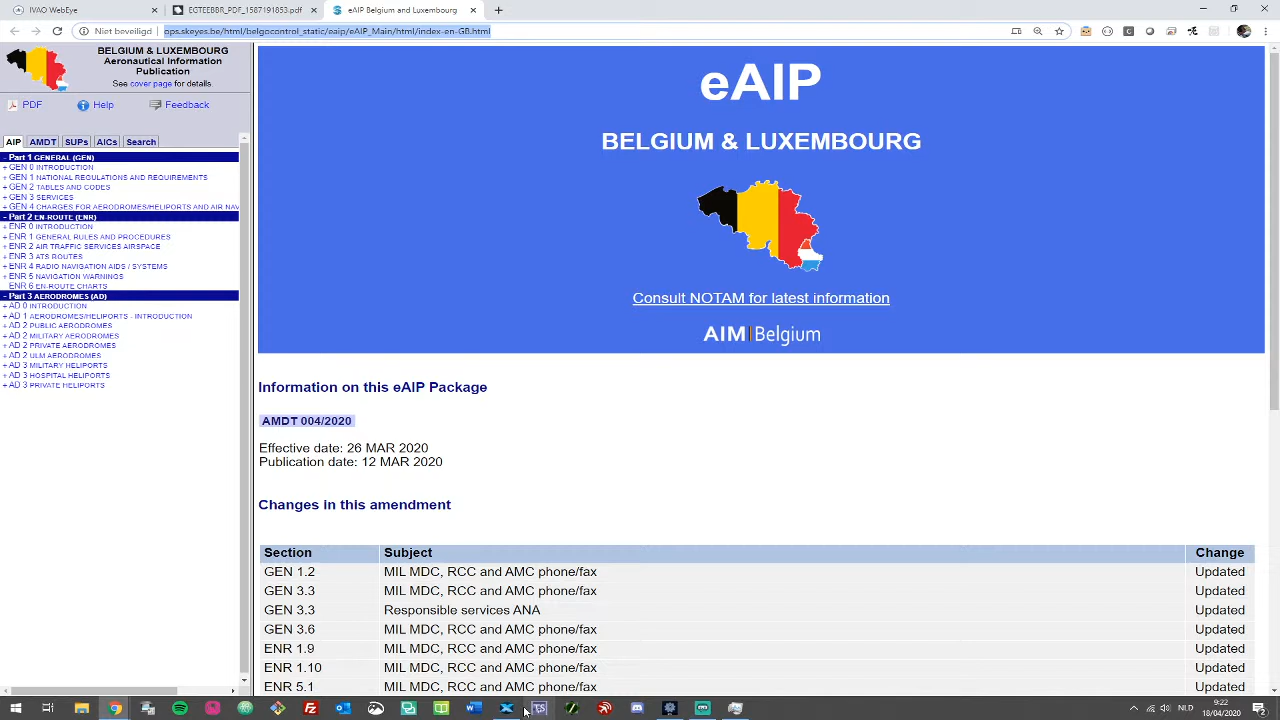 IVAO WebEye
EGTEEBBR_PDF_1587191853.pdf
eAIP Belgium and Luxembourg
Niet beveiligd
ops.skeyes.be/html/belgocontrol_static/eaip/eAIP_Main/html/index-en-GB.html
BELGIUM & LUXEMBOURG
Aeronautical Information
Publication
See cover page for details.
PDF Help Feedback
AIP AMDT SUPs AICs Search
- Part 1 GENERAL (GEN)
+ GEN 0 INTRODUCTION
+ GEN 1 NATIONAL REGULATIONS AND REQUIREMENTS
+ GEN 2 TABLES AND CODES
+ GEN 3 SERVICES
+ GEN 4 CHARGES FOR AERODROMES/HELIPORTS AND AIR NAV
- Part 2 EN-ROUTE (ENR)
+ ENR 0 INTRODUCTION
+ ENR 1 GENERAL RULES AND PROCEDURES
+ ENR 2 AIR TRAFFIC SERVICES AIRSPACE
+ ENR 3 ATS ROUTES
+ ENR 4 RADIO NAVIGATION AIDS / SYSTEMS
+ ENR 5 NAVIGATION WARNINGS
ENR 6 EN-ROUTE CHARTS
- Part 3 AERODROMES (AD)
+ AD 0 INTRODUCTION
+ AD 1 AERODROMES/HELIPORTS - INTRODUCTION
+ AD 2 PUBLIC AERODROMES
+ AD 2 MILITARY AERODROMES
+ AD 2 PRIVATE AERODROMES
+ AD 2 ULM AERODROMES
+ AD 3 MILITARY HELIPORTS
+ AD 3 HOSPITAL HELIPORTS
+ AD 3 PRIVATE HELIPORTS
eAIP
BELGIUM & LUXEMBOURG
Consult NOTAM for latest information
AIM Belgium
Information on this eAIP Package
AMDT 004/2020
Effective date: 26 MAR 2020
Publication date: 12 MAR 2020
Changes in this amendment
Section Subject Change
GEN 1.2 MIL MDC, RCC and AMC phone/fax Updated
GEN 3.3 MIL MDC, RCC and AMC phone/fax Updated
GEN 3.3 Responsible services ANA Updated
GEN 3.6 MIL MDC, RCC and AMC phone/fax Updated
ENR 1.9 MIL MDC, RCC and AMC phone/fax Updated
ENR 1.10 MIL MDC, RCC and AMC phone/fax Updated
ENR 5.1 MIL MDC, RCC and AMC phone/fax Updated
NLD
9:22
18/04/2020